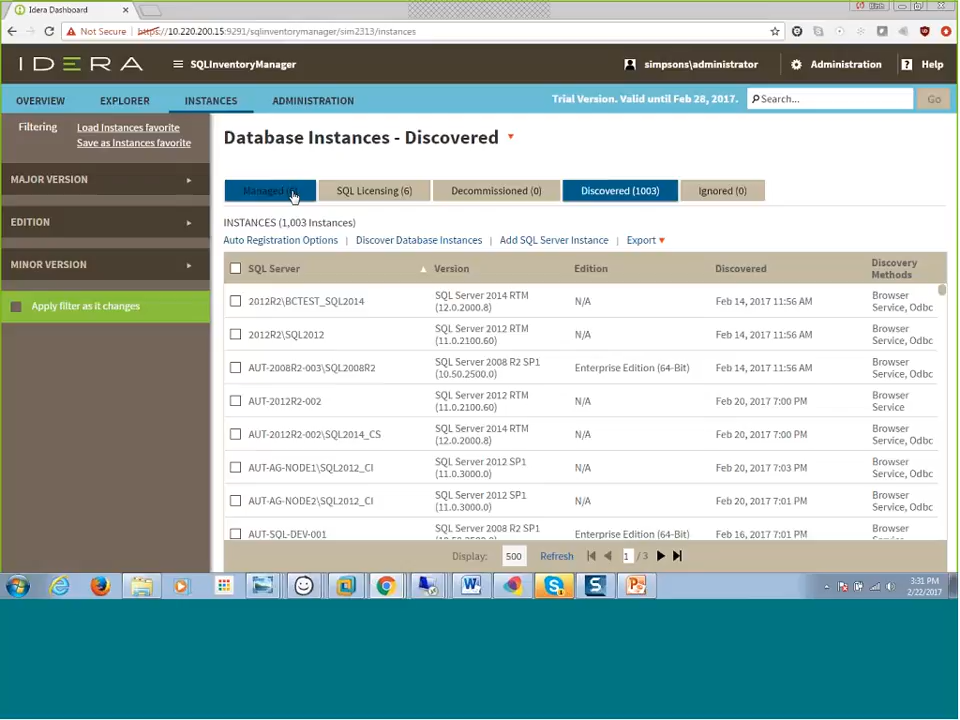 Idera Dashboard
Not Secure https://10.220.200.15:9291/sqlinventorymanager/sim2313/instances
IDERA SQLInventoryManager simpsons\administrator Administration ? Help
OVERVIEW EXPLORER INSTANCES ADMINISTRATION Trial Version. Valid until Feb 28, 2017. Search... Go
Filtering Load Instances favorite
Save as Instances favorite
MAJOR VERSION
EDITION
MINOR VERSION
Apply filter as it changes
Database Instances - Discovered
Managed SQL Licensing (6) Decommissioned (0) Discovered (1003) Ignored (0)
INSTANCES (1,003 Instances)
Auto Registration Options | Discover Database Instances | Add SQL Server Instance | Export
SQL Server Version Edition Discovered Discovery Methods
2012R2\BCTEST_SQL2014 SQL Server 2014 RTM (12.0.2000.8) N/A Feb 14, 2017 11:56 AM Browser Service, Odbc
2012R2\SQL2012 SQL Server 2012 RTM (11.0.2100.60) N/A Feb 14, 2017 11:56 AM Browser Service, Odbc
AUT-2008R2-003\SQL2008R2 SQL Server 2008 R2 SP1 (10.50.2500.0) Enterprise Edition (64-Bit) Feb 14, 2017 11:56 AM Browser Service, Odbc
AUT-2012R2-002 SQL Server 2012 RTM (11.0.2100.60) N/A Feb 20, 2017 7:00 PM Browser Service
AUT-2012R2-002\SQL2014_CS SQL Server 2014 RTM (12.0.2000.8) N/A Feb 20, 2017 7:00 PM Browser Service, Odbc
AUT-AG-NODE1\SQL2012_CI SQL Server 2012 SP1 (11.0.3000.0) N/A Feb 20, 2017 7:03 PM Browser Service, Odbc
AUT-AG-NODE2\SQL2012_CI SQL Server 2012 SP1 (11.0.3000.0) N/A Feb 20, 2017 7:01 PM Browser Service, Odbc
AUT-SQL-DEV-001 SQL Server 2008 R2 SP1 Enterprise Edition (64-Bit) Feb 16, 2017 7:01 PM Browser
Display: 500 Refresh 1 / 3
3:31 PM
2/22/2017